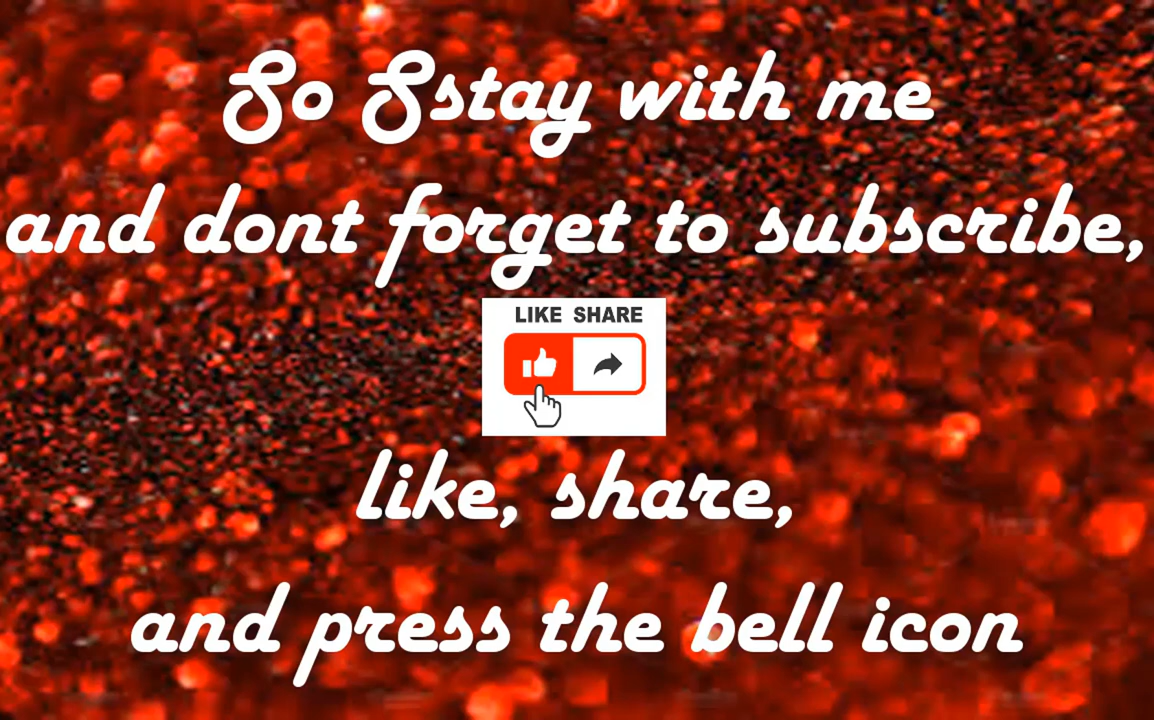 So Sstay with me
and dont forget to subscribe,
LIKE SHARE
like, share,
and press the bell icon